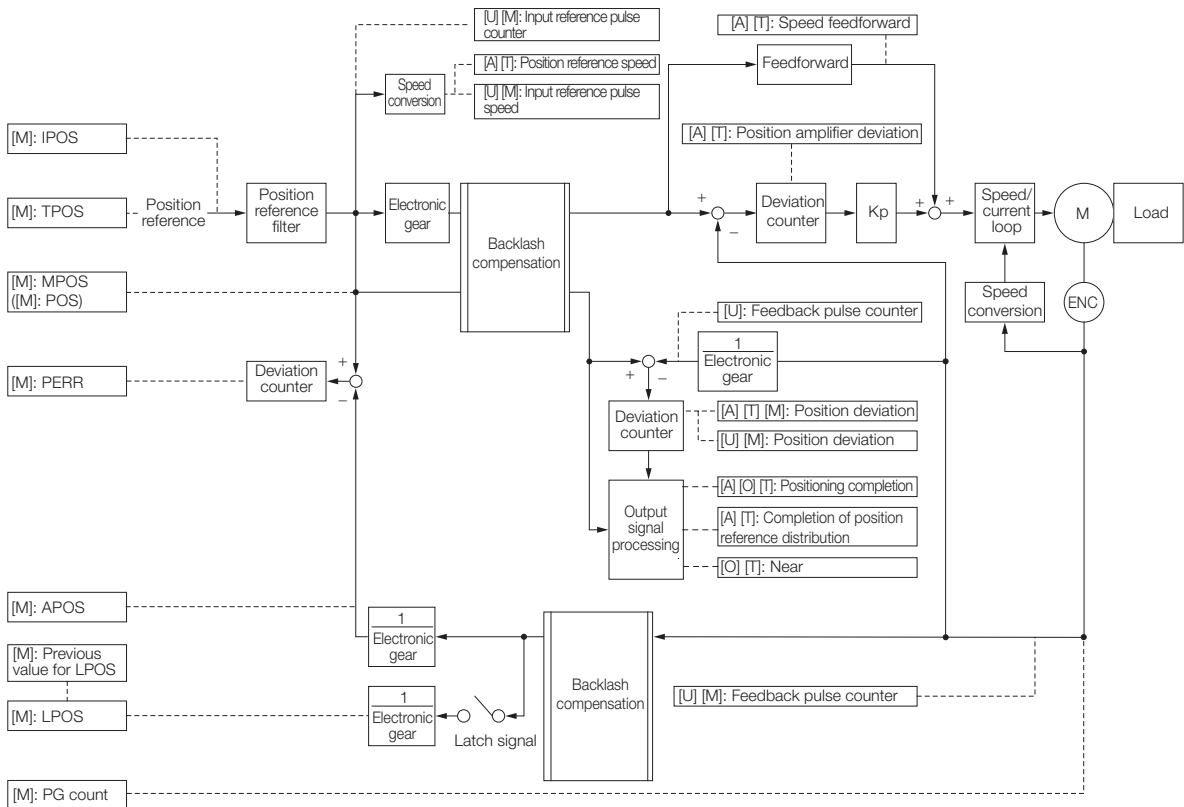 [U] [M]: Input reference pulse
counter
[A] [T]: Speed feedforward
[A] [T]: Position reference speed
Feedforward
Speed
conversion
[U] [M]: Input reference pulse
speed
[M]: IPOS
[A] [T]: Position amplifier deviation
[M]: TPOS
Position
reference
Position
reference
filter
Electronic
gear
Backlash
compensation
+
−
Deviation
counter
Kp
+
+
Speed/
current
loop
M
Load
[M]: MPOS
([M]: POS)
Speed
conversion
ENC
[U]: Feedback pulse counter
1
Electronic
gear
[M]: PERR
Deviation
counter
+
−
+
−
Deviation
counter
[A] [T] [M]: Position deviation
[U] [M]: Position deviation
Output
signal
processing
[A] [O] [T]: Positioning completion
[A] [T]: Completion of position
reference distribution
[O] [T]: Near
[M]: APOS
1
Electronic
gear
[M]: Previous
value for LPOS
Backlash
compensation
[U] [M]: Feedback pulse counter
[M]: LPOS
1
Electronic
gear
Latch signal
[M]: PG count